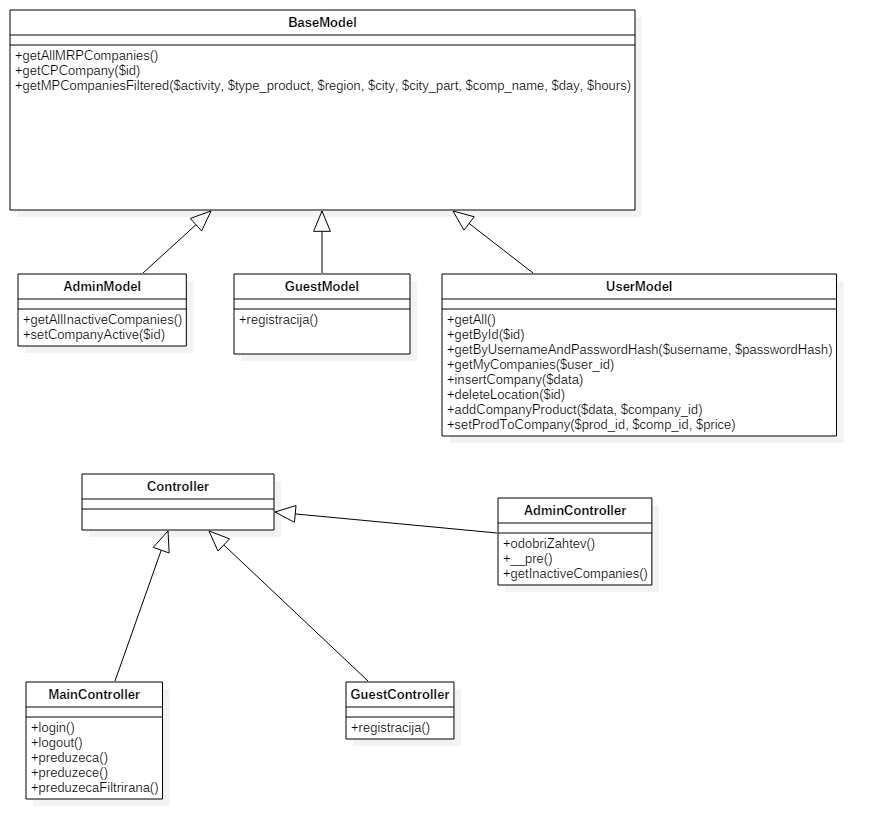 BaseModel
+getAllMRPCompanies()
+getCPCompany($id)
+getMPCompaniesFiltered($activity, $type_product, $region, $city, $city_part, $comp_name, $day, $hours)
AdminModel
+getAllInactiveCompanies()
+setCompanyActive($id)
GuestModel
+registracija()
UserModel
+getAll()
+getById($id)
+getByUsernameAndPasswordHash($username, $passwordHash)
+getMyCompanies($user_id)
+insertCompany($data)
+deleteLocation($id)
+addCompanyProduct($data, $company_id)
+setProdToCompany($prod_id, $comp_id, $price)
Controller
AdminController
+odobriZahtev()
+__pre()
+getInactiveCompanies()
MainController
+login()
+logout()
+preduzeca()
+preduzece()
+preduzecaFiltrirana()
GuestController
+registracija()